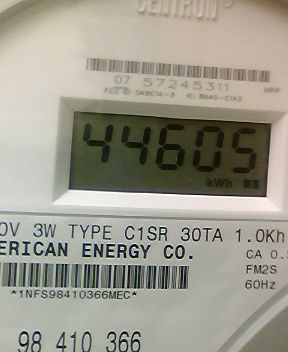 CENTRON®
07 57245311
44605
kWh
0V 3W TYPE C1SR 30TA 1.0Kh
ERICAN ENERGY CO.
CA 0.5
FM2S
*1NFS98410366MEC*
60Hz
98 410 366